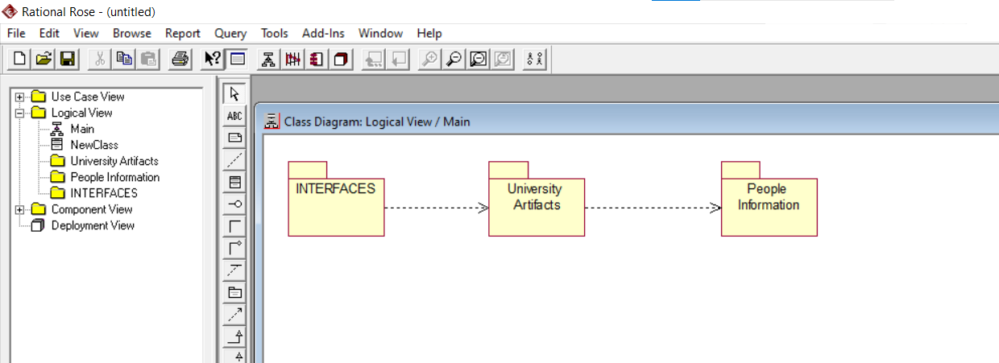 Rational Rose - (untitled)
File Edit View Browse Report Query Tools Add-Ins Window Help
Use Case View
Logical View
Main
NewClass
University Artifacts
People Information
INTERFACES
Component View
Deployment View
ABC
Class Diagram: Logical View / Main
INTERFACES
University
Artifacts
People
Information